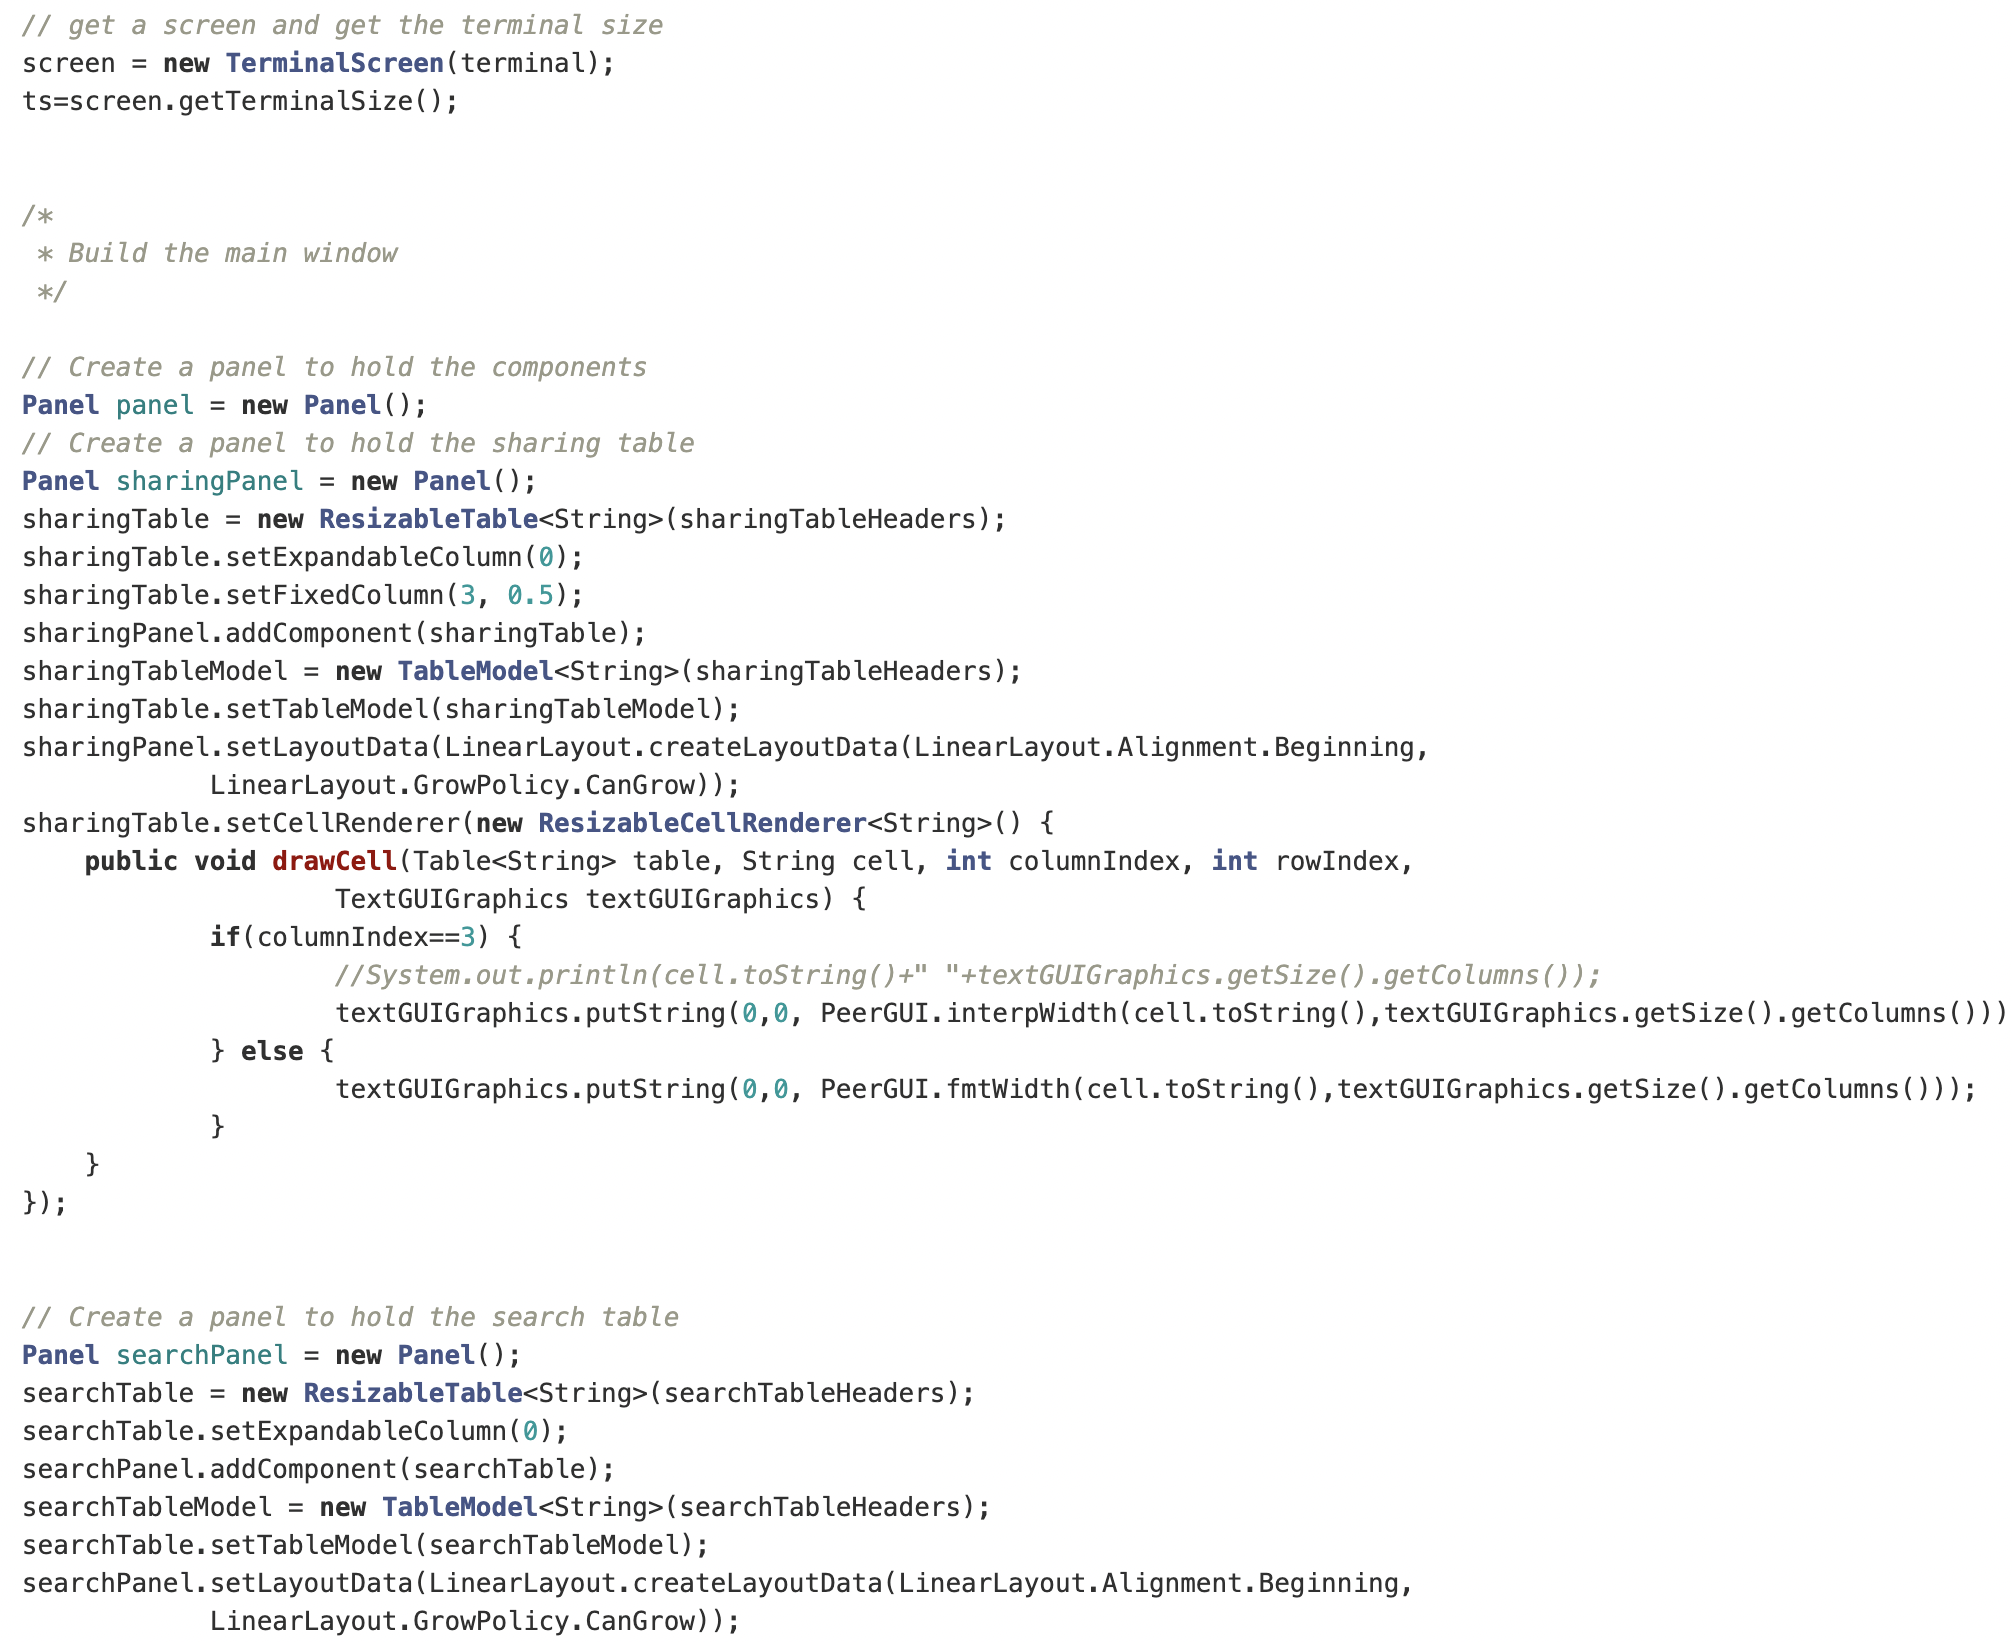 // get a screen and get the terminal size
screen = new TerminalScreen(terminal);
ts=screen.getTerminalSize();
/*
 * Build the main window
 */
// Create a panel to hold the components
Panel panel = new Panel();
// Create a panel to hold the sharing table
Panel sharingPanel = new Panel();
sharingTable = new ResizableTable<String>(sharingTableHeaders);
sharingTable.setExpandableColumn(0);
sharingTable.setFixedColumn(3, 0.5);
sharingPanel.addComponent(sharingTable);
sharingTableModel = new TableModel<String>(sharingTableHeaders);
sharingTable.setTableModel(sharingTableModel);
sharingPanel.setLayoutData(LinearLayout.createLayoutData(LinearLayout.Alignment.Beginning,
            LinearLayout.GrowPolicy.CanGrow));
sharingTable.setCellRenderer(new ResizableCellRenderer<String>() {
    public void drawCell(Table<String> table, String cell, int columnIndex, int rowIndex,
                    TextGUIGraphics textGUIGraphics) {
            if(columnIndex==3) {
                    //System.out.println(cell.toString()+" "+textGUIGraphics.getSize().getColumns());
                    textGUIGraphics.putString(0,0, PeerGUI.interpWidth(cell.toString(),textGUIGraphics.getSize().getColumns()))
            } else {
                    textGUIGraphics.putString(0,0, PeerGUI.fmtWidth(cell.toString(),textGUIGraphics.getSize().getColumns()));
            }
    }
});
// Create a panel to hold the search table
Panel searchPanel = new Panel();
searchTable = new ResizableTable<String>(searchTableHeaders);
searchTable.setExpandableColumn(0);
searchPanel.addComponent(searchTable);
searchTableModel = new TableModel<String>(searchTableHeaders);
searchTable.setTableModel(searchTableModel);
searchPanel.setLayoutData(LinearLayout.createLayoutData(LinearLayout.Alignment.Beginning,
            LinearLayout.GrowPolicy.CanGrow));